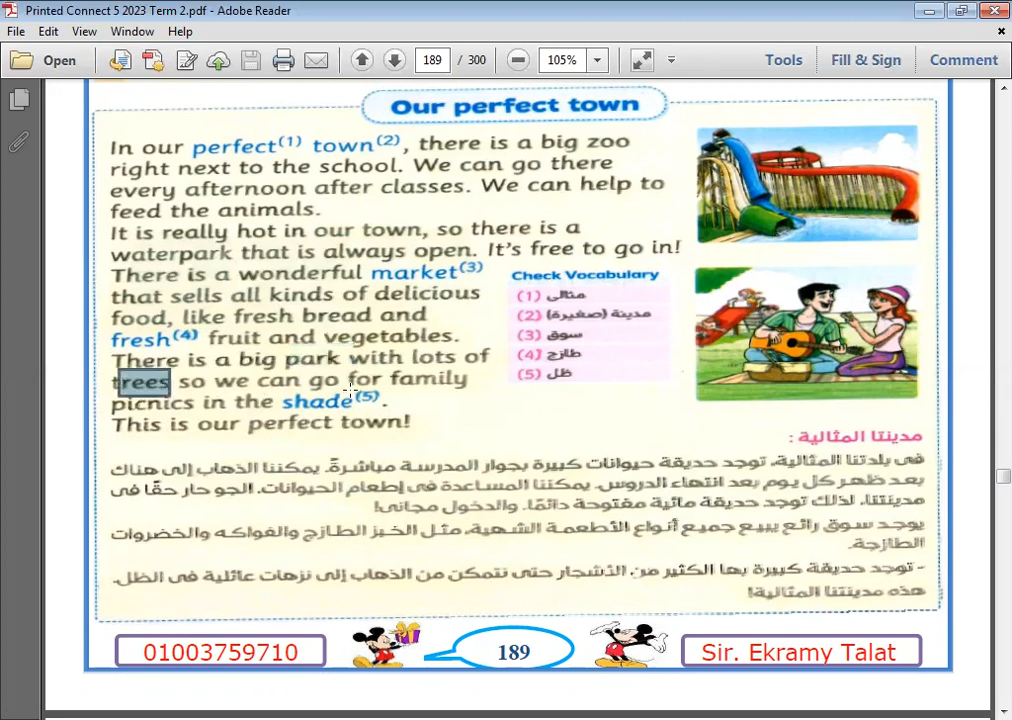 Printed Connect 5 2023 Term 2.pdf - Adobe Reader
File Edit View Window Help
Open 189 / 300 105% Tools Fill & Sign Comment
Our perfect town
In our perfect(1) town(2), there is a big zoo
right next to the school. We can go there
every afternoon after classes. We can help to
feed the animals.
It is really hot in our town, so there is a
waterpark that is always open. It's free to go in!
There is a wonderful market(3)
that sells all kinds of delicious
food, like fresh bread and
fresh(4) fruit and vegetables.
There is a big park with lots of
trees so we can go for family
picnics in the shade(5).
This is our perfect town!
Check Vocabulary
(1) مثالى
(2) مدينة (صغيرة)
(3) سوق
(4) طازج
(5) ظل
مدينتا المثالية :
فى بلدتنا المثالية، توجد حديقة حيوانات كبيرة بجوار المدرسة مباشرةً. يمكننا الذهاب إلى هناك
بعد ظهر كل يوم بعد انتهاء الدروس. يمكننا المساعدة فى إطعام الحيوانات. الجو حار حقًا فى
مدينتنا، لذلك توجد حديقة مائية مفتوحة دائمًا. والدخول مجانى!
يوجد سوق رائع يبيع جميع أنواع الأطعمة الشهية، مثل الخبز الطازج والفواكه والخضروات
الطازجة.
- توجد حديقة كبيرة بها الكثير من الأشجار حتى نتمكن من الذهاب إلى نزهات عائلية فى الظل.
هذه مدينتنا المثالية!
01003759710
189
Sir. Ekramy Talat